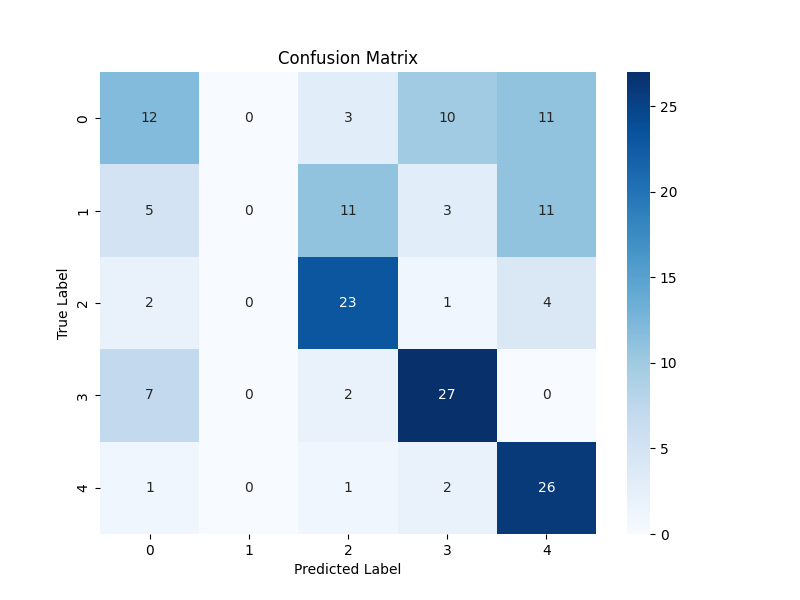 Confusion Matrix
0 12 0 3 10 11
1 5 0 11 3 11
2 2 0 23 1 4
3 7 0 2 27 0
4 1 0 1 2 26
0 1 2 3 4
Predicted Label
True Label
25
20
15
10
5
0